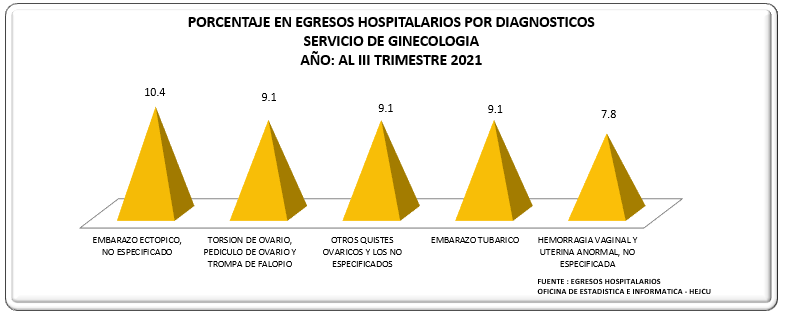 PORCENTAJE EN EGRESOS HOSPITALARIOS POR DIAGNOSTICOS
SERVICIO DE GINECOLOGIA
AÑO: AL III TRIMESTRE 2021
10.4
9.1
9.1
9.1
7.8
EMBARAZO ECTOPICO,
NO ESPECIFICADO
TORSION DE OVARIO,
PEDICULO DE OVARIO Y
TROMPA DE FALOPIO
OTROS QUISTES
OVARICOS Y LOS NO
ESPECIFICADOS
EMBARAZO TUBARICO
HEMORRAGIA VAGINAL Y
UTERINA ANORMAL, NO
ESPECIFICADA
FUENTE : EGRESOS HOSPITALARIOS
OFICINA DE ESTADISTICA E INFORMATICA - HEJCU